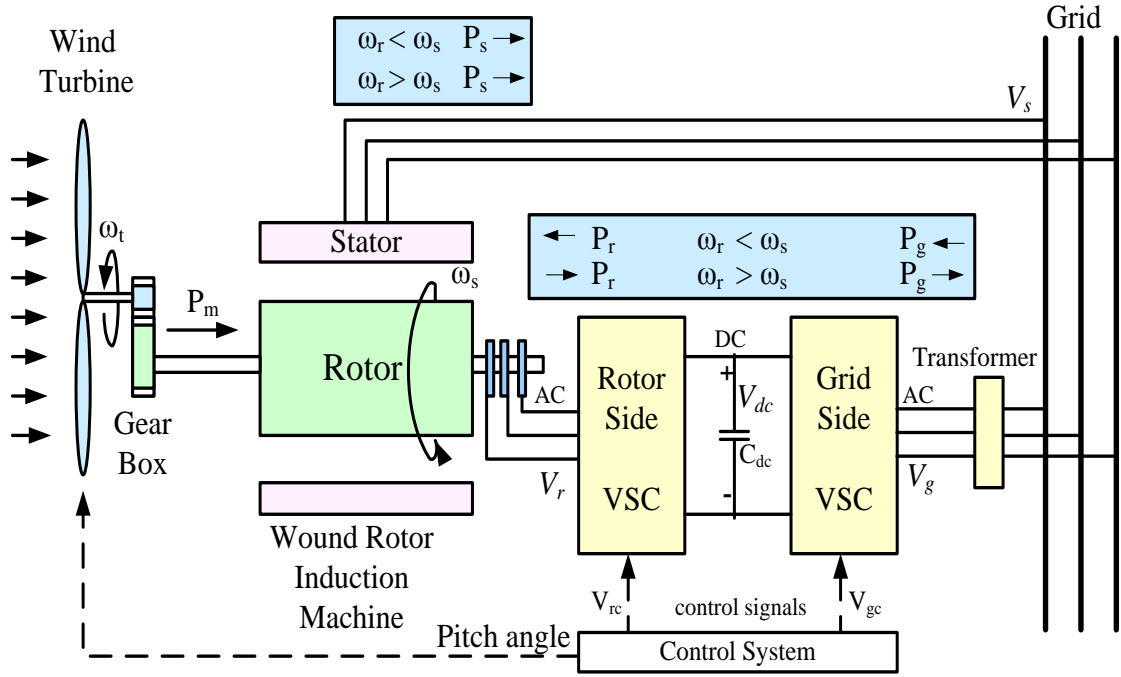 Wind
Turbine
ωr < ωs Ps →
ωr > ωs Ps →
Grid
Vs
ωt
Pm
Gear
Box
Stator
ωs
Rotor
Wound Rotor
Induction
Machine
← Pr ωr < ωs Pg ←
→ Pr ωr > ωs Pg →
AC
Vr
Rotor
Side
VSC
DC
+
Vdc
Cdc
-
Grid
Side
VSC
Transformer
AC
Vg
Vrc
control signals
Vgc
Pitch angle
Control System